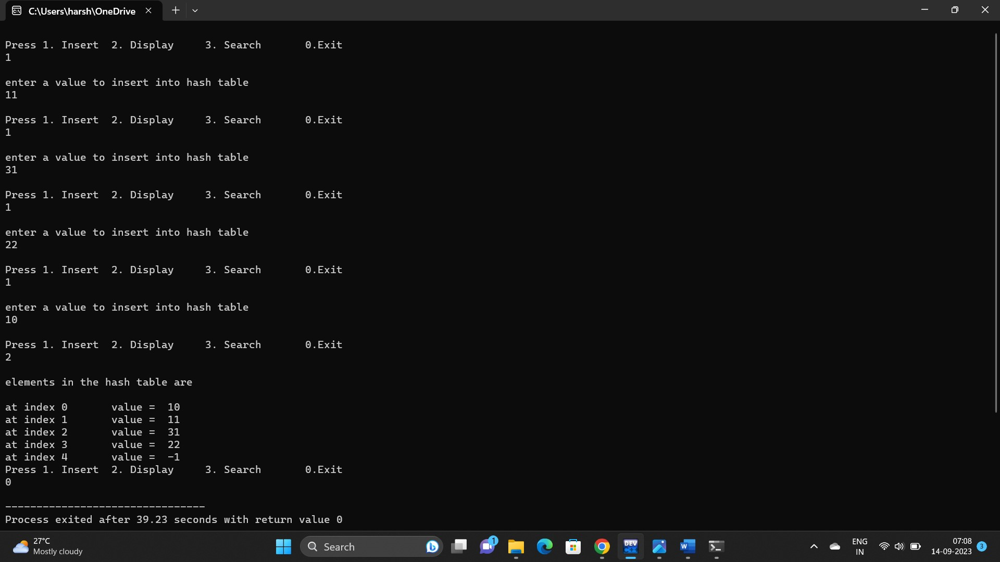 C:\Users\harsh\OneDrive
Press 1. Insert  2. Display     3. Search       0.Exit
1
enter a value to insert into hash table
11
Press 1. Insert  2. Display     3. Search       0.Exit
1
enter a value to insert into hash table
31
Press 1. Insert  2. Display     3. Search       0.Exit
1
enter a value to insert into hash table
22
Press 1. Insert  2. Display     3. Search       0.Exit
1
enter a value to insert into hash table
10
Press 1. Insert  2. Display     3. Search       0.Exit
2
elements in the hash table are
at index 0       value =  10
at index 1       value =  11
at index 2       value =  31
at index 3       value =  22
at index 4       value =  -1
Press 1. Insert  2. Display     3. Search       0.Exit
0
--------------------------------
Process exited after 39.23 seconds with return value 0
27°C
Mostly cloudy
Search
1
DEV
C++
W
ENG
IN
07:08
14-09-2023
3